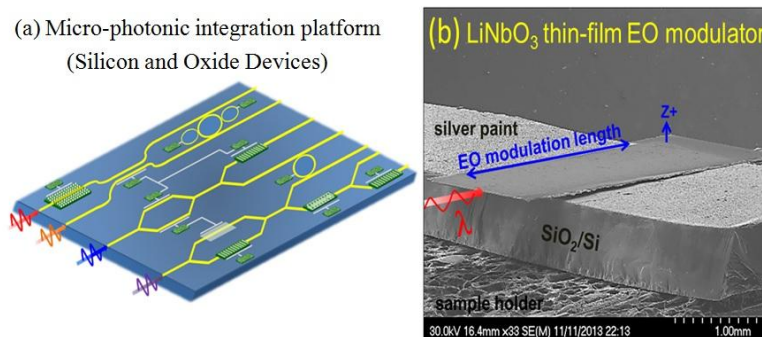 (a) Micro-photonic integration platform
(Silicon and Oxide Devices)
(b) LiNbO3 thin-film EO modulator
Z+
silver paint
EO modulation length
λ
SiO2/Si
sample holder
30.0kV 16.4mm x33 SE(M) 11/11/2013 22:13
1.00mm